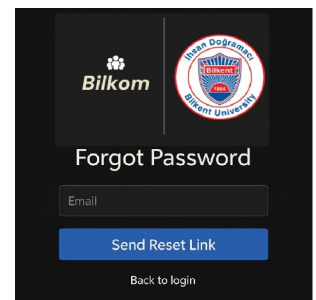 Bilkom
İhsan Doğramacı
Bilkent
1984
Bilkent University
Forgot Password
Email
Send Reset Link
Back to login